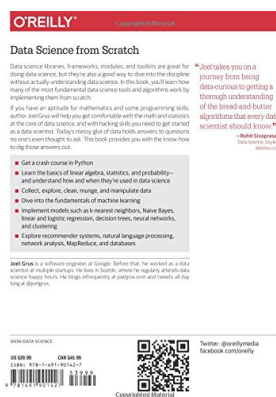 O'REILLY®
Copyrighted Material
Data Science from Scratch
Data science libraries, frameworks, modules, and toolkits are great for
doing data science, but they're also a good way to dive into the discipline
without actually understanding data science. In this book, you'll learn how
many of the most fundamental data science tools and algorithms work by
implementing them from scratch.
If you have an aptitude for mathematics and some programming skills,
author Joel Grus will help you get comfortable with the math and statistics
at the core of data science, and with hacking skills you need to get started
as a data scientist. Today's messy glut of data holds answers to questions
no one's even thought to ask. This book provides you with the know-how
to dig those answers out.
■ Get a crash course in Python
■ Learn the basics of linear algebra, statistics, and probability—
and understand how and when they're used in data science
■ Collect, explore, clean, munge, and manipulate data
■ Dive into the fundamentals of machine learning
■ Implement models such as k-nearest neighbors, Naive Bayes,
linear and logistic regression, decision trees, neural networks,
and clustering
■ Explore recommender systems, natural language processing,
network analysis, MapReduce, and databases
Joel Grus is a software engineer at Google. Before that, he worked as a data
scientist at multiple startups. He lives in Seattle, where he regularly attends
data science happy hours. He blogs infrequently at joelgrus.com and tweets all day
long at @joelgrus.
"Joel takes you on a
journey from being
data-curious to getting a
thorough understanding
of the bread-and-butter
algorithms that every data
scientist should know."
—Rohit Sivaprasa
Data Science,
DATA/DATA SCIENCE
US $39.99
CAN $45.99
ISBN: 978-1-491-90142-7
Twitter: @oreillymedia
facebook.com/oreilly
Copyrighted Material